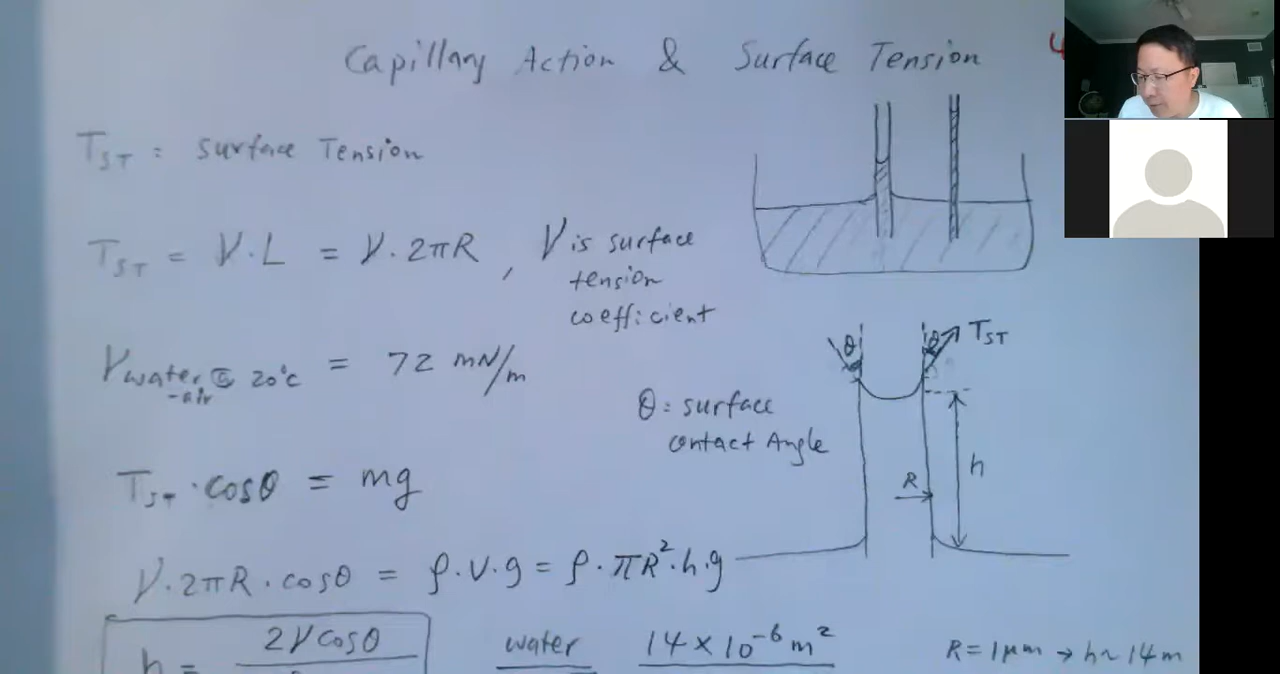 Capillary Action & Surface Tension
T_ST = Surface Tension
T_ST = γ·L = γ·2πR , γ is surface
tension
coefficient
γ water @ 20°C = 72 mN/m
-air
θ θ T_ST
θ = surface
contact Angle
h
R
T_ST · cosθ = mg
γ·2πR·cosθ = ρ·V·g = ρ·πR²·h·g
h = 2γcosθ
water 14 × 10⁻⁶ m² R = 1μm → h~14m